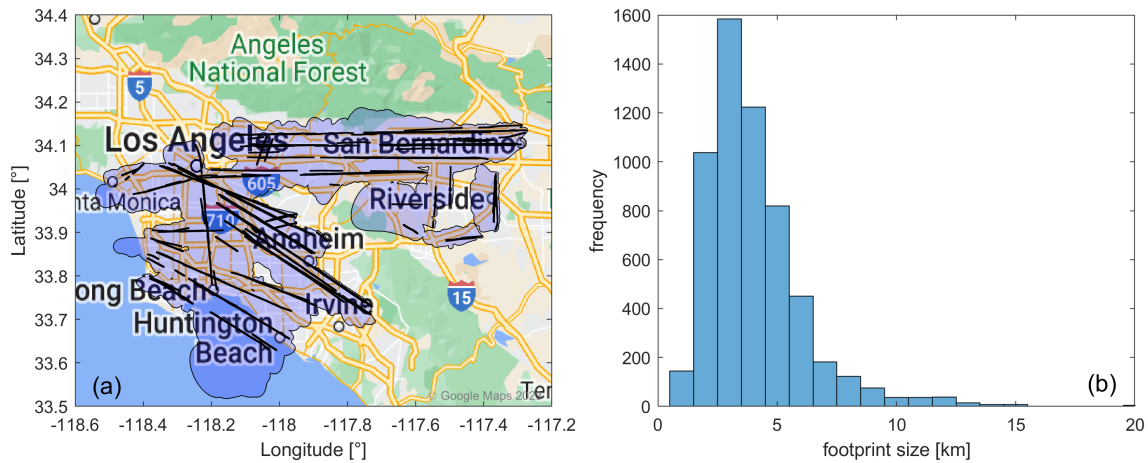 34.4
34.3
34.2
34.1
34
33.9
33.8
33.7
33.6
33.5
Latitude [°]
-118.6
-118.4
-118.2
-118
-117.8
-117.6
-117.4
-117.2
Longitude [°]
Angeles
National Forest
5
Los Angeles
San Bernardino
605
nta Monica
Riverside
710
Anaheim
ong Beach
Irvine
15
Huntington
Beach
(a)
© Google Maps
Ter
1600
1400
1200
1000
800
600
400
200
0
frequency
0
5
10
15
20
footprint size [km]
(b)